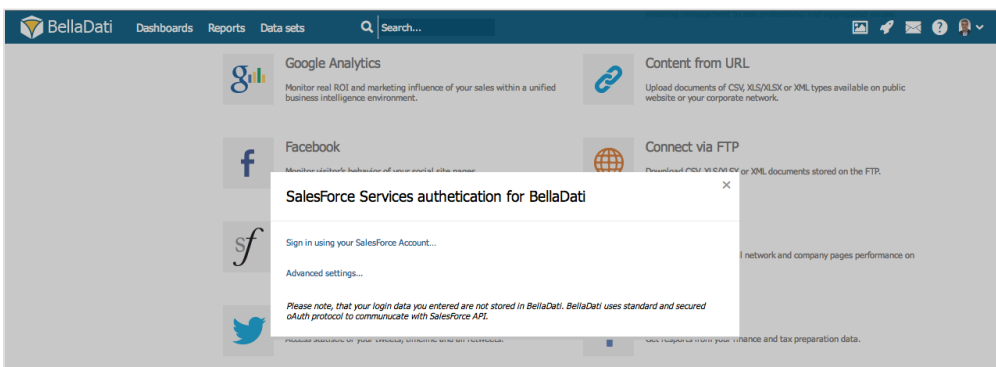 BellaDati Dashboards Reports Data sets Search...
Google Analytics
Monitor real ROI and marketing influence of your sales within a unified
business intelligence environment.
Content from URL
Upload documents of CSV, XLS/XLSX or XML types available on public
website or your corporate network.
Facebook
Monitor visitor's behavior of your social site pages.
Connect via FTP
Download CSV, XLS/XLSX or XML documents stored on the FTP.
SalesForce Services authetication for BellaDati
Sign in using your SalesForce Account...
Advanced settings...
Please note, that your login data you entered are not stored in BellaDati. BellaDati uses standard and secured
oAuth protocol to communucate with SalesForce API.
sf
network and company pages performance on
Access statistic of your tweets, timeline and all retweets.
Get resports from your finance and tax preparation data.